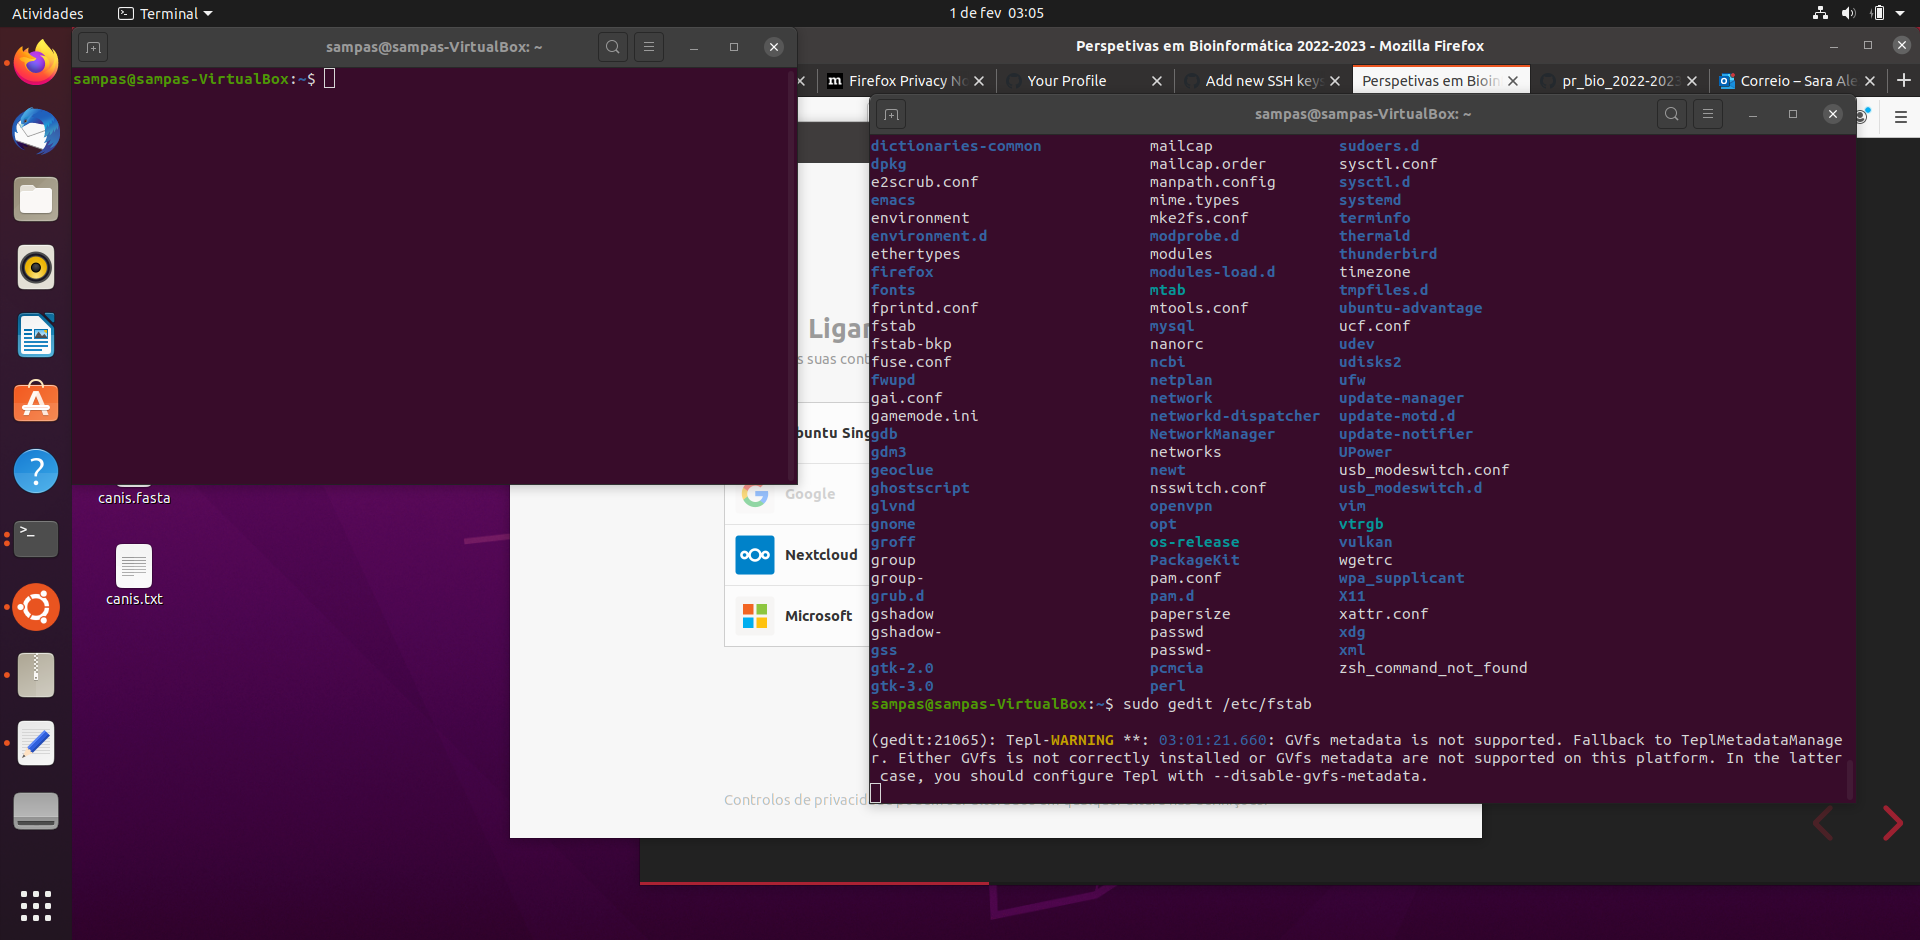 Atividades
Terminal
1 de fev 03:05
sampas@sampas-VirtualBox: ~
sampas@sampas-VirtualBox:~$
Perspetivas em Bioinformática 2022-2023 - Mozilla Firefox
Firefox Privacy No
Your Profile
Add new SSH keys
Perspetivas em Bioin
pr_bio_2022-2023
Correio – Sara Ale
sampas@sampas-VirtualBox: ~
dictionaries-common mailcap sudoers.d
dpkg mailcap.order sysctl.conf
e2scrub.conf manpath.config sysctl.d
emacs mime.types systemd
environment mke2fs.conf terminfo
environment.d modprobe.d thermald
ethertypes modules thunderbird
firefox modules-load.d timezone
fonts mtab tmpfiles.d
fprintd.conf mtools.conf ubuntu-advantage
fstab mysql ucf.conf
fstab-bkp nanorc udev
fuse.conf ncbi udisks2
fwupd netplan ufw
gai.conf network update-manager
gamemode.ini networkd-dispatcher update-motd.d
gdb NetworkManager update-notifier
gdm3 networks UPower
geoclue newt usb_modeswitch.conf
ghostscript nsswitch.conf usb_modeswitch.d
glvnd openvpn vim
gnome opt vtrgb
groff os-release vulkan
group PackageKit wgetrc
group- pam.conf wpa_supplicant
grub.d pam.d X11
gshadow papersize xattr.conf
gshadow- passwd xdg
gss passwd- xml
gtk-2.0 pcmcia zsh_command_not_found
gtk-3.0 perl
sampas@sampas-VirtualBox:~$ sudo gedit /etc/fstab
(gedit:21065): Tepl-WARNING **: 03:01:21.660: GVfs metadata is not supported. Fallback to TeplMetadataManage
r. Either GVfs is not correctly installed or GVfs metadata are not supported on this platform. In the latter
case, you should configure Tepl with --disable-gvfs-metadata.
Ligar
s suas cont
buntu Sing
Google
Nextcloud
Microsoft
Controlos de privacid
canis.fasta
canis.txt